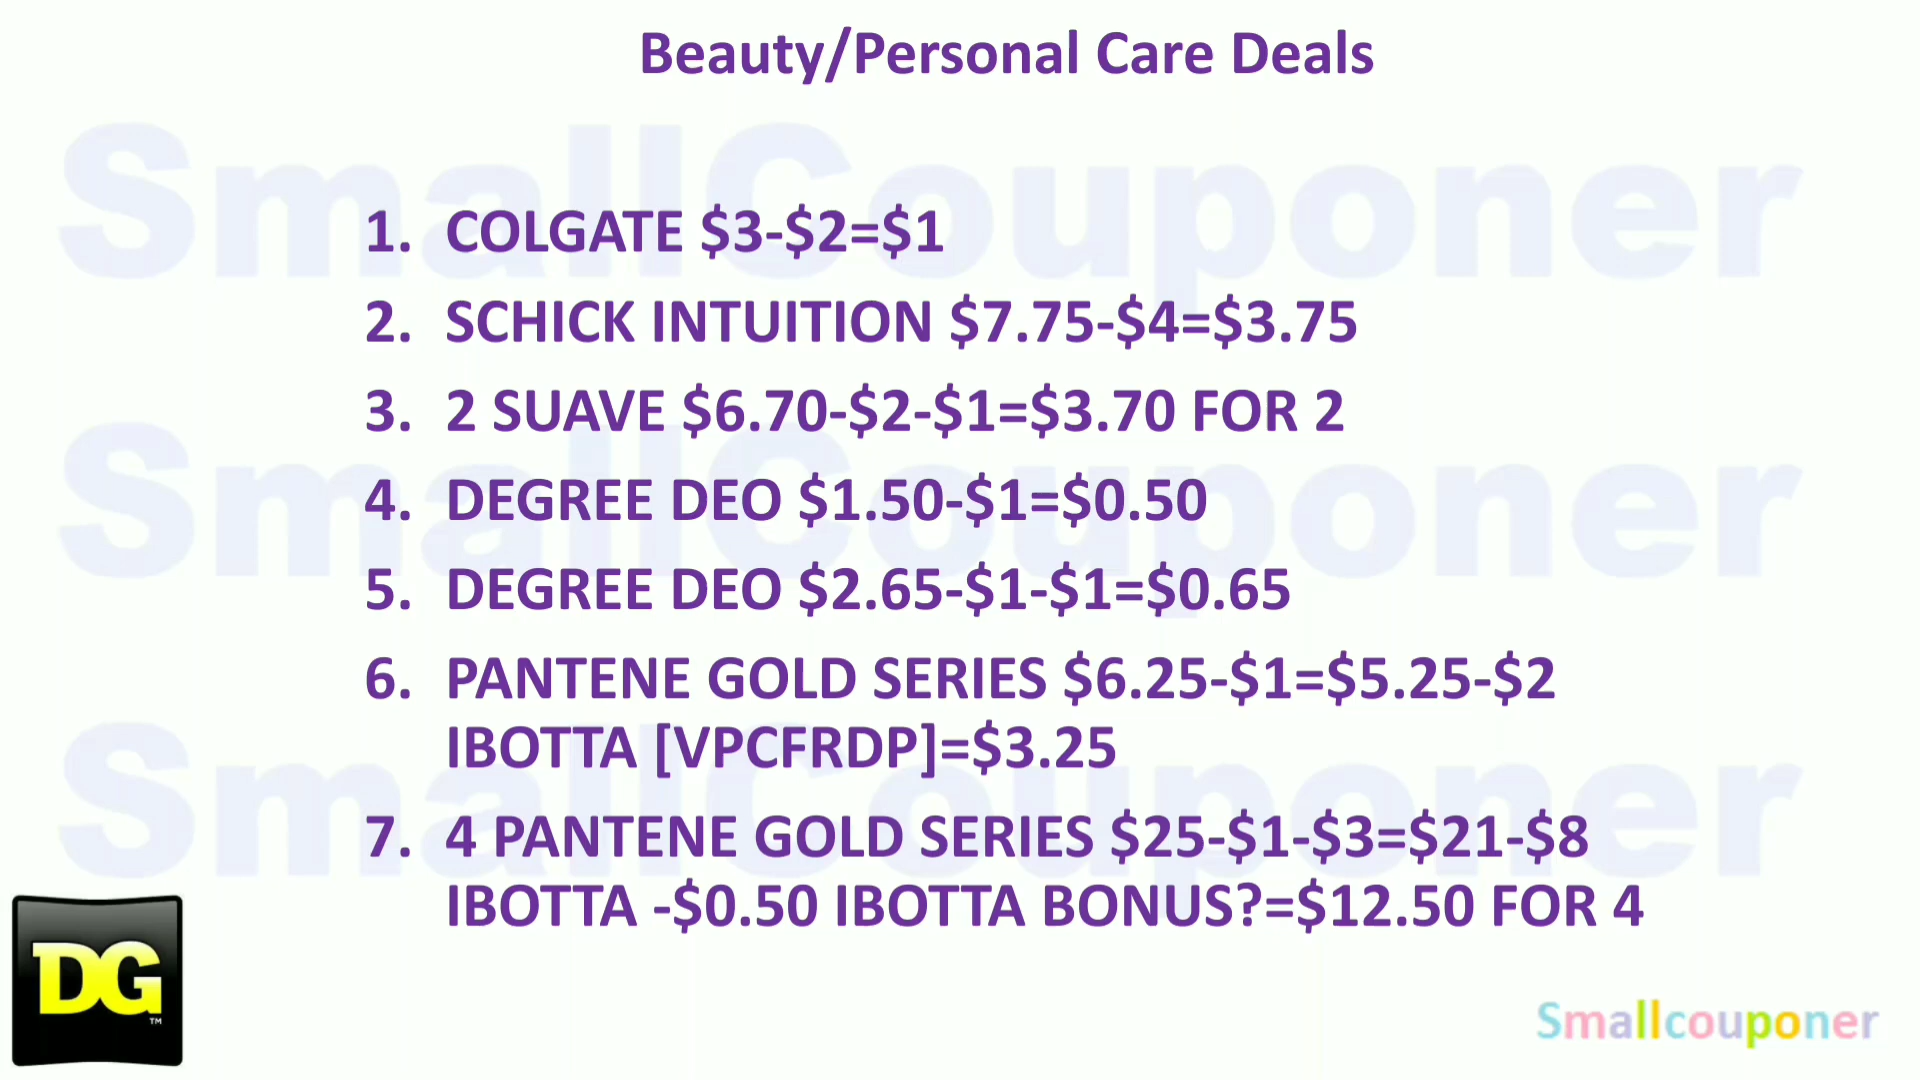 Beauty/Personal Care Deals
SmallCouponer
1. COLGATE $3-$2=$1
2. SCHICK INTUITION $7.75-$4=$3.75
3. 2 SUAVE $6.70-$2-$1=$3.70 FOR 2
SmallCouponer
4. DEGREE DEO $1.50-$1=$0.50
5. DEGREE DEO $2.65-$1-$1=$0.65
6. PANTENE GOLD SERIES $6.25-$1=$5.25-$2
IBOTTA [VPCFRDP]=$3.25
SmallCouponer
7. 4 PANTENE GOLD SERIES $25-$1-$3=$21-$8
IBOTTA -$0.50 IBOTTA BONUS?=$12.50 FOR 4
DG™
Smallcouponer